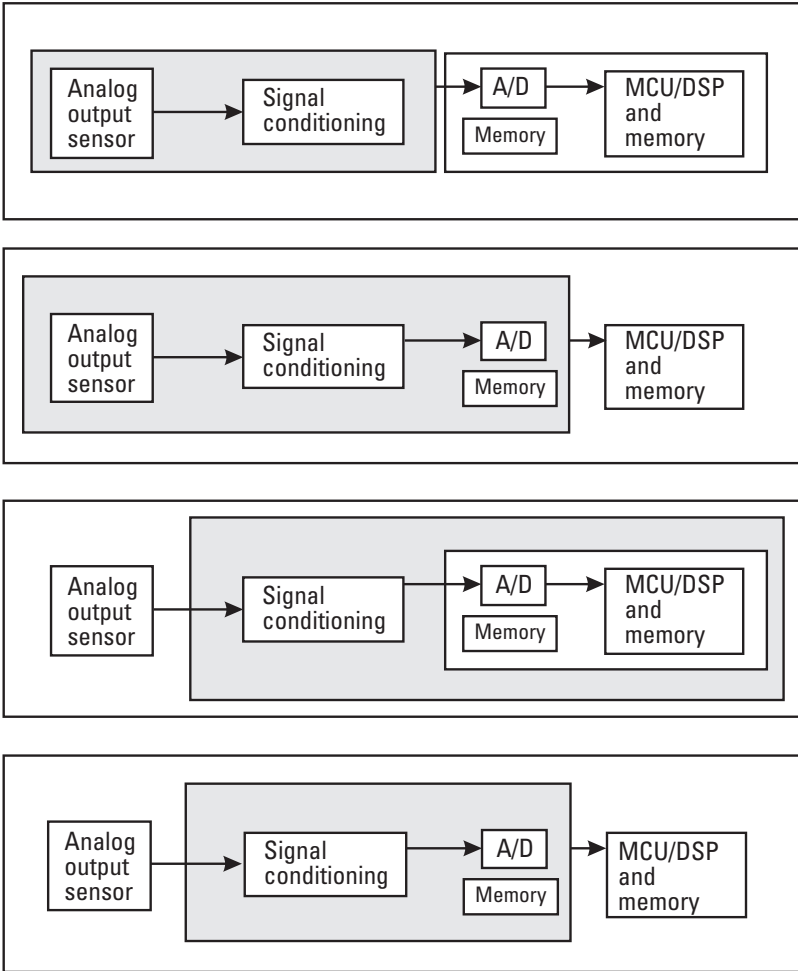 Analog
output
sensor
Signal
conditioning
A/D
Memory
MCU/DSP
and
memory
Analog
output
sensor
Signal
conditioning
A/D
Memory
MCU/DSP
and
memory
Analog
output
sensor
Signal
conditioning
A/D
Memory
MCU/DSP
and
memory
Analog
output
sensor
Signal
conditioning
A/D
Memory
MCU/DSP
and
memory